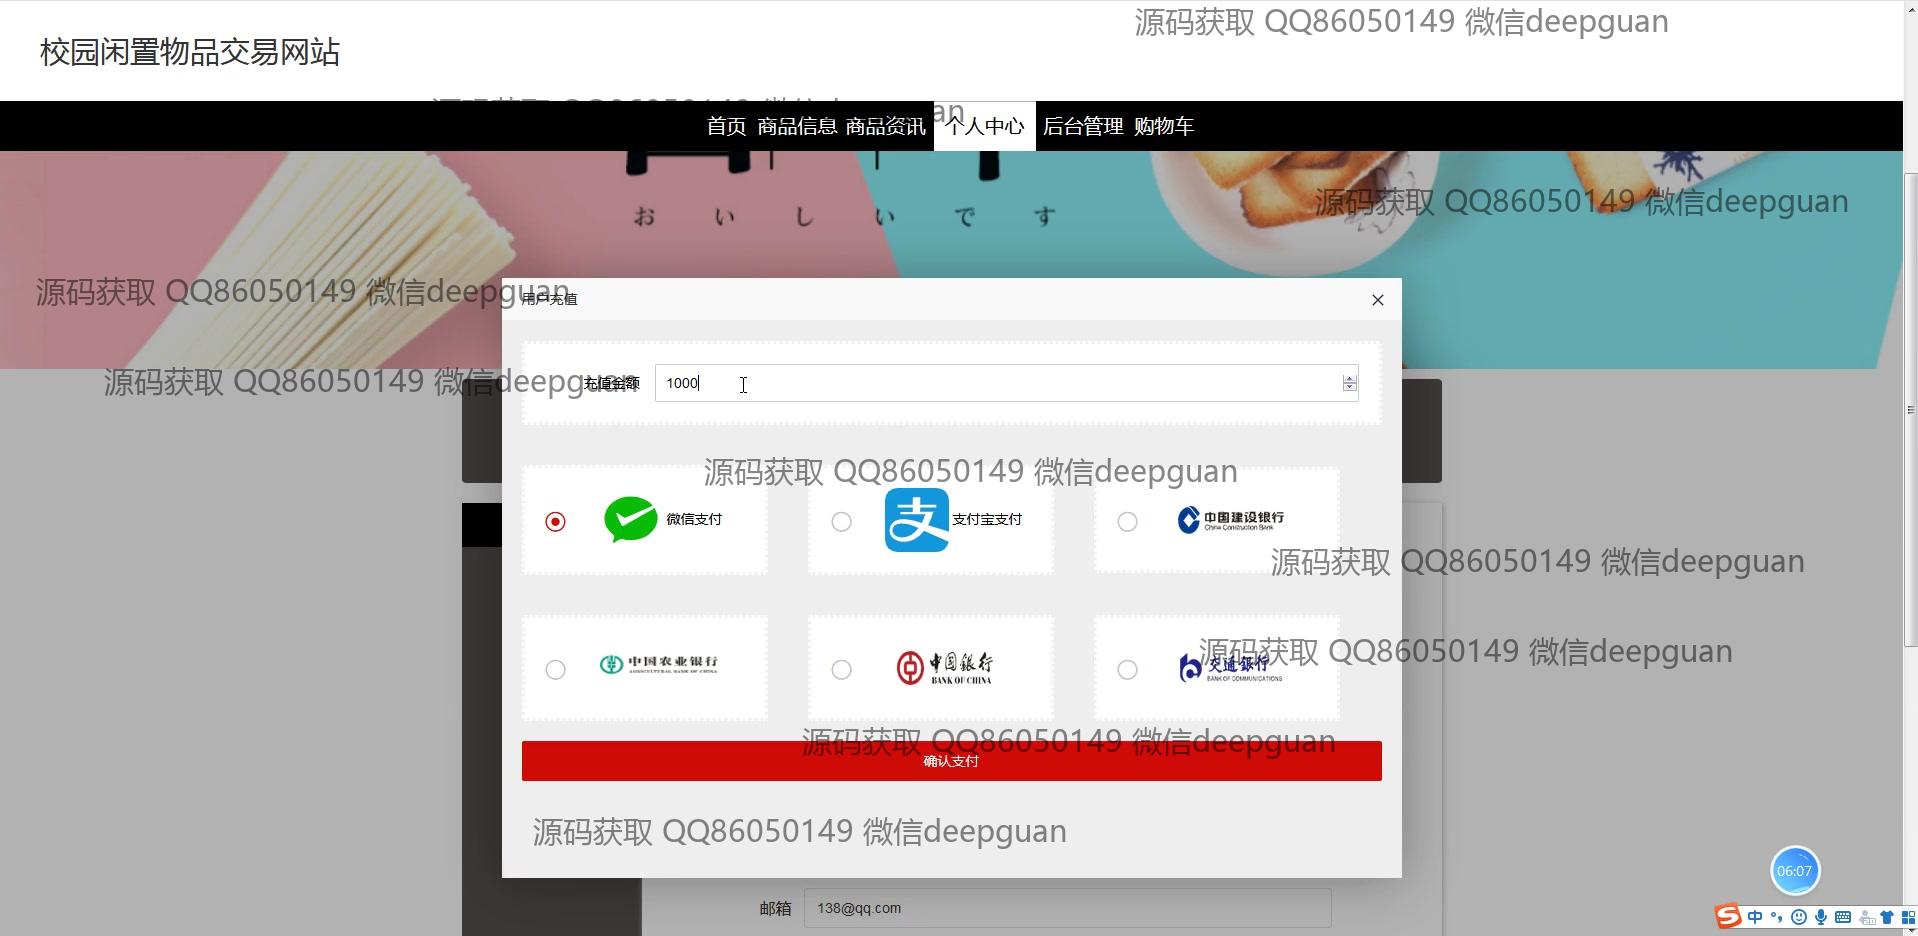 源码获取 QQ86050149 微信deepguan
校园闲置物品交易网站
首页 商品信息 商品资讯 个人中心 后台管理 购物车
お い し い で す
源码获取 QQ86050149 微信deepguan
源码获取 QQ86050149 微信deepguan
用户充值
源码获取 QQ86050149 微信deepguan
充值金额 1000
源码获取 QQ86050149 微信deepguan
微信支付
支 支付宝支付
中国建设银行
China Construction Bank
源码获取 QQ86050149 微信deepguan
源码获取 QQ86050149 微信deepguan
中国农业银行
AGRICULTURAL BANK OF CHINA
中国银行
BANK OF CHINA
交通银行
BANK OF COMMUNICATIONS
源码获取 QQ86050149 微信deepguan
确认支付
源码获取 QQ86050149 微信deepguan
06:07
邮箱 138@qq.com
S 中